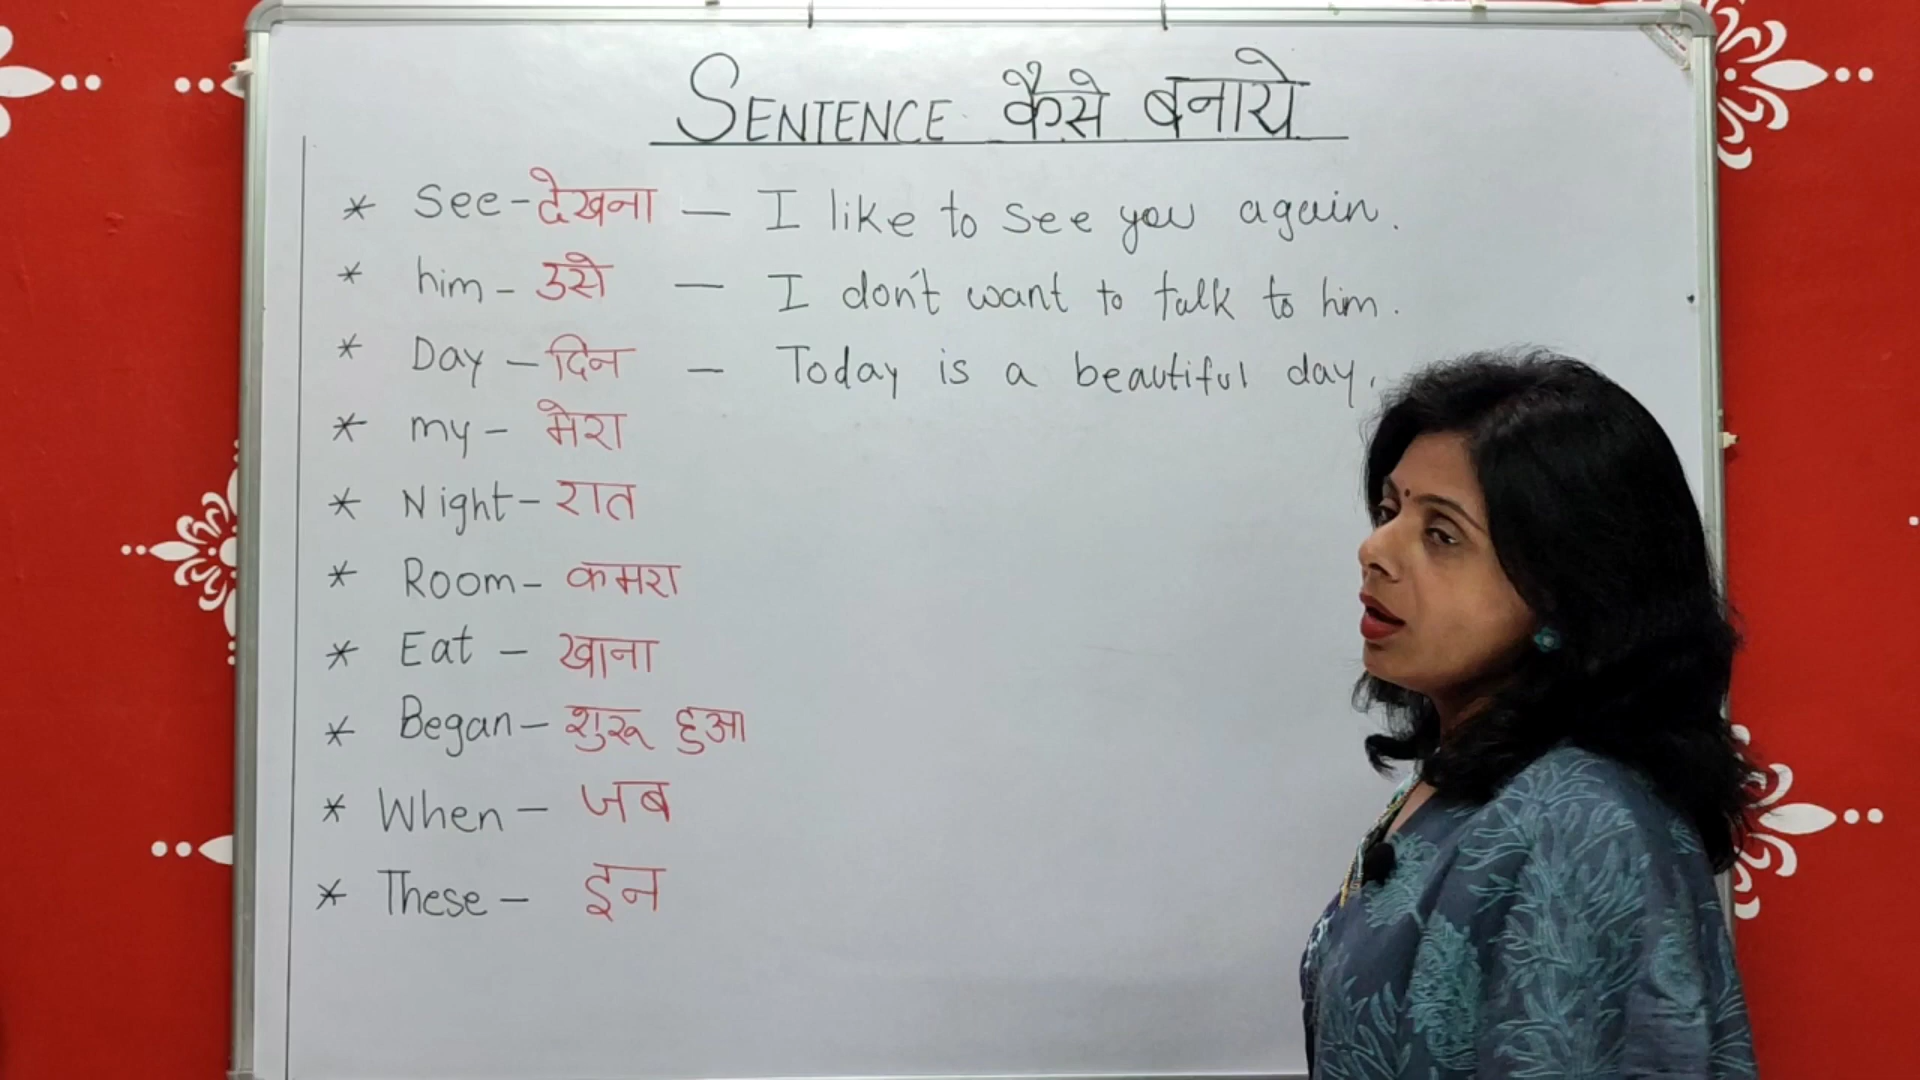 SENTENCE कैसे बनाये
* See - देखना — I like to see you again.
* him - उसे — I don't want to talk to him.
* Day - दिन — Today is a beautiful day.
* my - मेरा
* Night - रात
* Room - कमरा
* Eat - खाना
* Began - शुरू हुआ
* When - जब
* These - इन